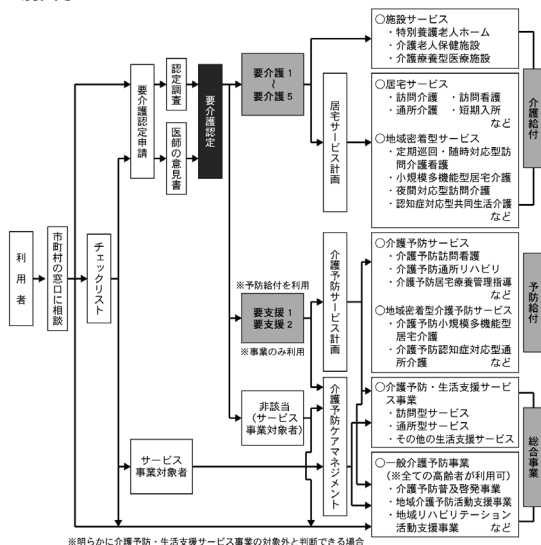 利用者
市町村の窓口に相談
チェックリスト
要介護認定申請
認定調査
医師の意見書
要介護認定
要介護1
～
要介護5
※予防給付を利用
要支援1
要支援2
※事業のみ利用
非該当
(サービス
事業対象者)
サービス
事業対象者
居宅サービス計画
介護予防サービス計画
介護予防ケアマネジメント
○施設サービス
・特別養護老人ホーム
・介護老人保健施設
・介護療養型医療施設
○居宅サービス
・訪問介護 ・訪問看護
・通所介護 ・短期入所
など
○地域密着型サービス
・定期巡回・随時対応型訪
問介護看護
・小規模多機能型居宅介護
・夜間対応型訪問介護
・認知症対応型共同生活介護
など
介護給付
○介護予防サービス
・介護予防訪問看護
・介護予防通所リハビリ
・介護予防居宅療養管理指導
など
○地域密着型介護予防サービス
・介護予防小規模多機能型
居宅介護
・介護予防認知症対応型通
所介護 など
予防給付
○介護予防・生活支援サービ
ス事業
・訪問型サービス
・通所型サービス
・その他の生活支援サービス
○一般介護予防事業
(※全ての高齢者が利用可)
・介護予防普及啓発事業
・地域介護予防活動支援事業
・地域リハビリテーション
活動支援事業 など
総合事業
※明らかに介護予防・生活支援サービス事業の対象外と判断できる場合